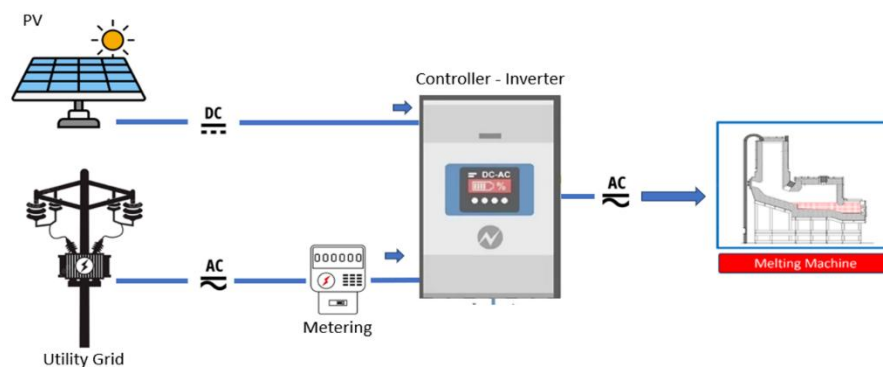 PV
Controller - Inverter
DC
DC-AC
%
AC
AC
000000
Melting Machine
Metering
Utility Grid